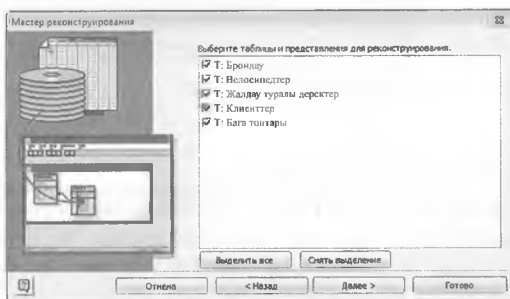 Мастер реконструирования
Выберите таблицы и представления для реконструирования.
Т: Брондау
Т: Велосипедтер
Т: Жалдау туралы деректер
Т: Клиенттер
Т: Баға топтары
Выделить все
Снять выделение
Отмена
< Назад
Далее >
Готово